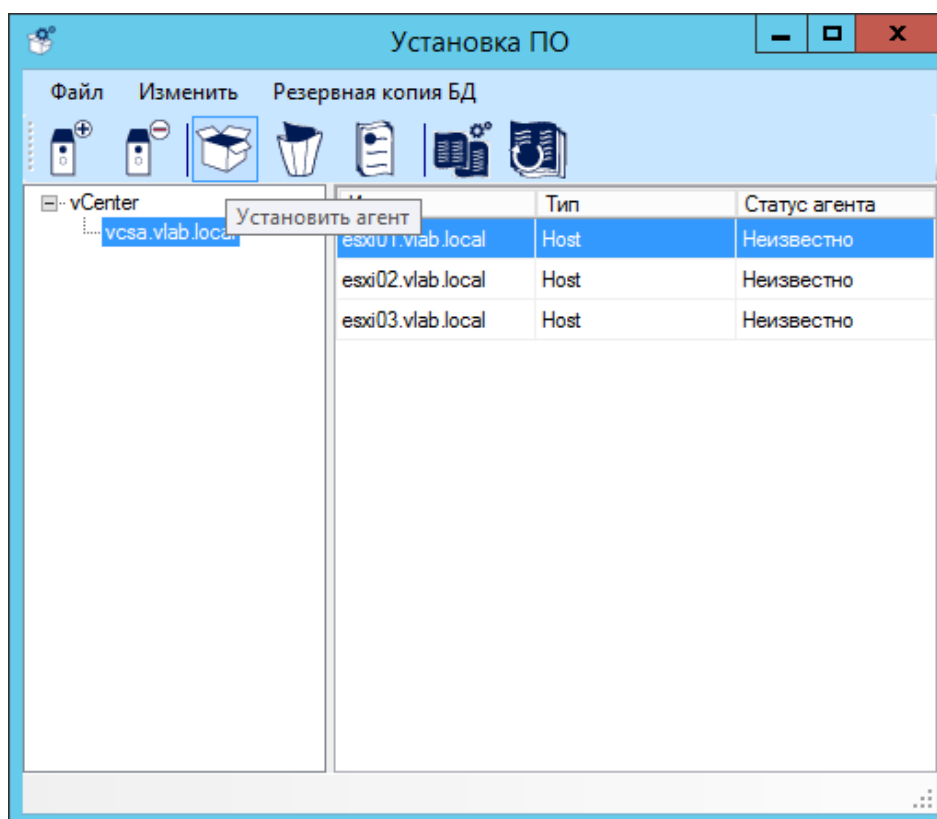 Установка ПО
Файл Изменить Резервная копия БД
vCenter
Тип Статус агента
Установить агент
vcsa.vlab.local
esxi01.vlab.local Host Неизвестно
esxi02.vlab.local Host Неизвестно
esxi03.vlab.local Host Неизвестно